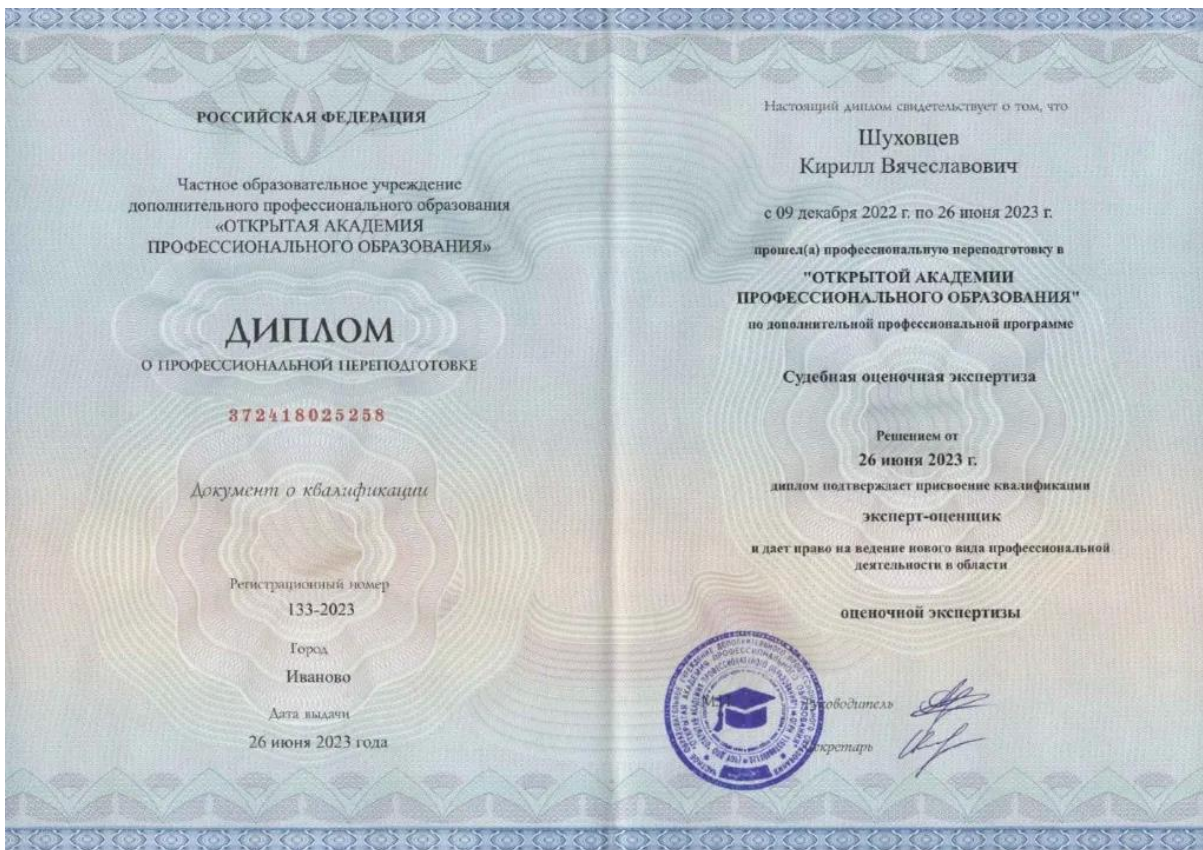 РОССИЙСКАЯ ФЕДЕРАЦИЯ
Частное образовательное учреждение
дополнительного профессионального образования
«ОТКРЫТАЯ АКАДЕМИЯ
ПРОФЕССИОНАЛЬНОГО ОБРАЗОВАНИЯ»
ДИПЛОМ
О ПРОФЕССИОНАЛЬНОЙ ПЕРЕПОДГОТОВКЕ
372418025258
Документ о квалификации
Регистрационный номер
133-2023
Город
Иваново
Дата выдачи
26 июня 2023 года
Настоящий диплом свидетельствует о том, что
Шуховцев
Кирилл Вячеславович
с 09 декабря 2022 г. по 26 июня 2023 г.
прошел(а) профессиональную переподготовку в
"ОТКРЫТОЙ АКАДЕМИИ
ПРОФЕССИОНАЛЬНОГО ОБРАЗОВАНИЯ"
по дополнительной профессиональной программе
Судебная оценочная экспертиза
Решением от
26 июня 2023 г.
диплом подтверждает присвоение квалификации
эксперт-оценщик
и дает право на ведение нового вида профессиональной
деятельности в области
оценочной экспертизы
М.П.
Руководитель
Секретарь